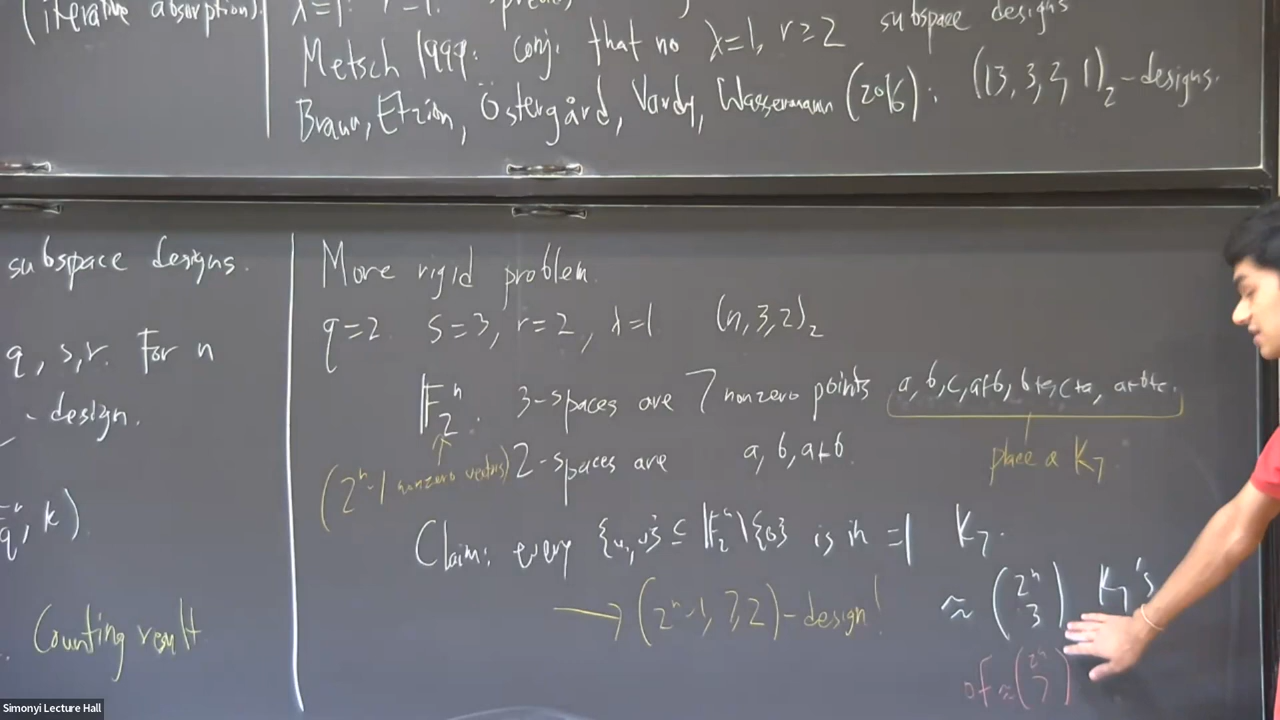 (iterative absorption).
λ=1.
Metsch 1999: conj. that no λ=1, r≥2 subspace designs
Braun, Etzion, Östergård, Vardy, Wassermann (2016): (13, 3, 2, 1)₂-designs.
subspace designs.
q, s, r. For n
-design.
, k)
Counting result
More rigid problem.
q=2 s=3, r=2, λ=1 (n,3,2)₂
𝔽₂ⁿ. 3-spaces are 7 nonzero points a, b, c, a+b, b+c, c+a, a+b+c.
place a K₇.
(2ⁿ-1 nonzero vectors) 2-spaces are a, b, a+b.
Claim: every {u,v} ⊆ 𝔽₂ⁿ\{0} is in =1 K₇.
→ (2ⁿ-1, 7, 2)-design!
≈ (2ⁿ 3) K₇'s
of ≈ (2ⁿ 7)
Simonyi Lecture Hall